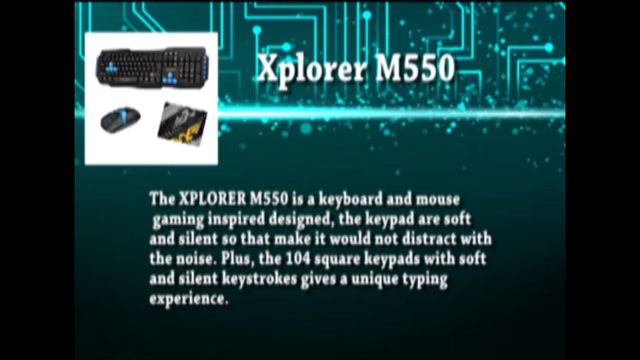 Xplorer M550
The XPLORER M550 is a keyboard and mouse
gaming inspired designed, the keypad are soft
and silent so that make it would not distract with
the noise. Plus, the 104 square keypads with soft
and silent keystrokes gives a unique typing
experience.